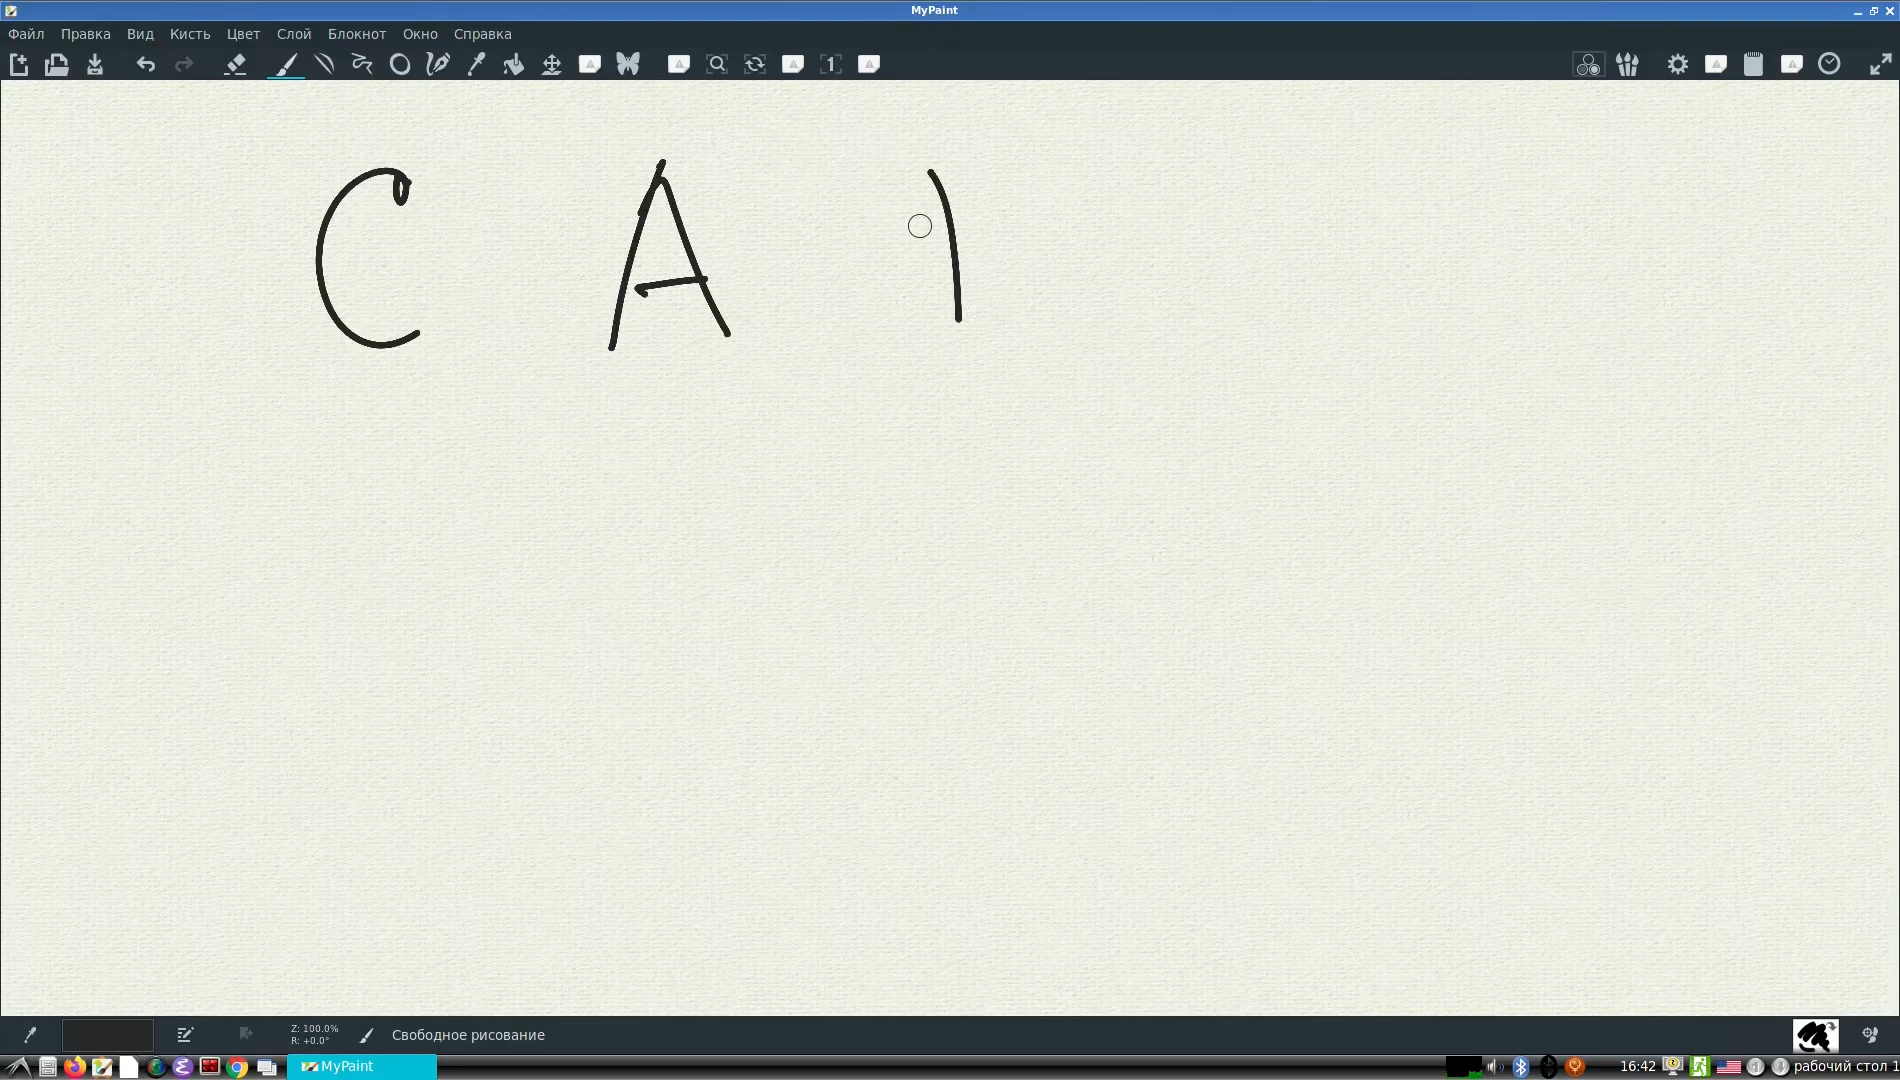 MyPaint
Файл Правка Вид Кисть Цвет Слой Блокнот Окно Справка
1
C A
Z: 100.0%
R: +0.0°
Свободное рисование
MyPaint 16:42 рабочий стол 1